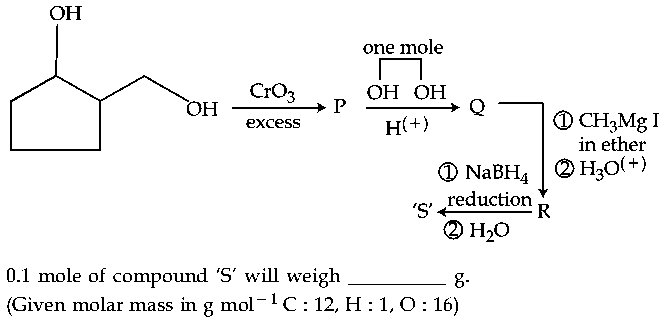 OH
OH
CrO₃
excess
P
one mole
OH OH
H(+)
Q
① CH₃Mg I
in ether
② H₃O(+)
R
① NaBH₄
reduction
② H₂O
'S'
0.1 mole of compound 'S' will weigh ________ g.
(Given molar mass in g mol⁻¹ C : 12, H : 1, O : 16)